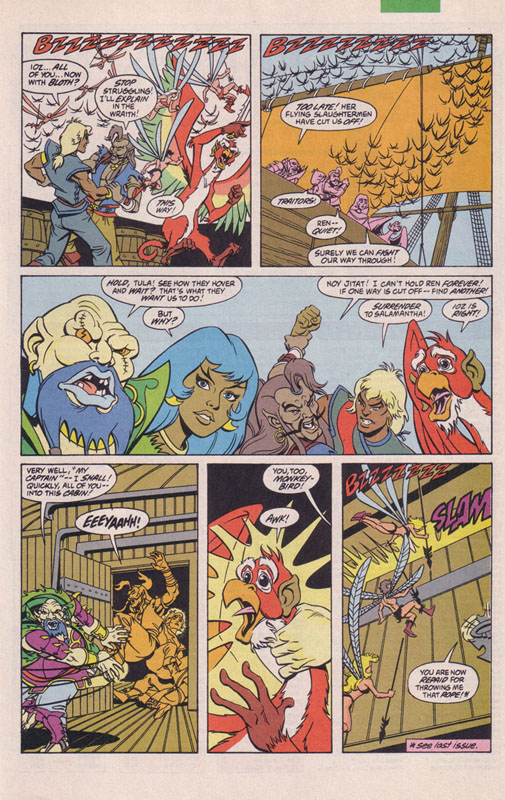 BZZZZZZZZZZZZ
IOZ...ALL
OF YOU...NOW
WITH BLOTH?
STOP
STRUGGLING!
I'LL EXPLAIN
IN THE
WRAITH!
THIS
WAY!
BZZZZZZZZZZZ
TOO LATE! HER
FLYING SLAUGHTERMEN
HAVE CUT US OFF!
TRAITORS!
REN--
QUIET!
SURELY WE CAN FIGHT
OUR WAY THROUGH!
HOLD, TULA! SEE HOW THEY HOVER
AND WAIT? THAT'S WHAT THEY
WANT US TO DO!
BUT
WHY?
NOY JITAT! I CAN'T HOLD REN FOREVER!
IF ONE WAY IS CUT OFF-- FIND ANOTHER!
SURRENDER
TO SALAMANTHA!
IOZ IS
RIGHT!
VERY WELL, "MY
CAPTAIN"-- I SHALL!
QUICKLY, ALL OF YOU--
INTO THIS CABIN!
EEEYAAHH!
YOU, TOO,
MONKEY-
BIRD!
AWK!
BZZZZZZZ
SLAM
YOU ARE NOW
REPAID FOR
THROWING ME
THAT ROPE!*
*see last issue.